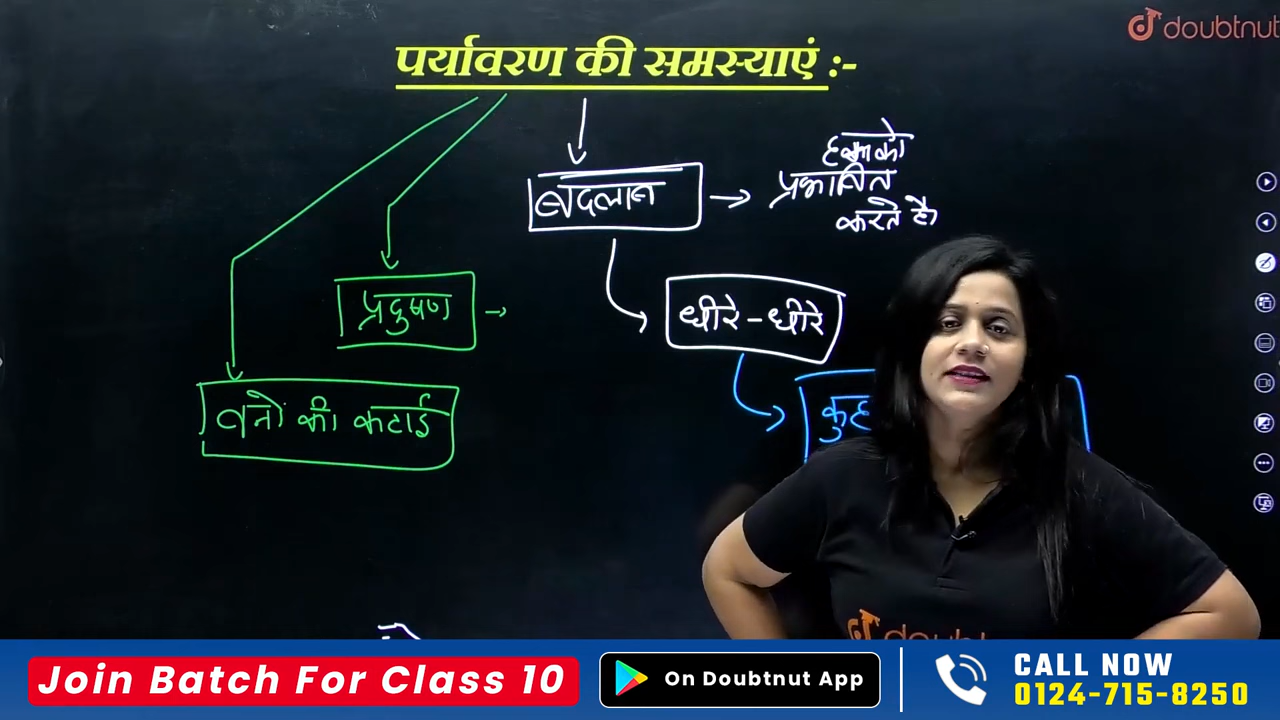 doubtnut
पर्यावरण की समस्याएं :-
हमको
प्रभावित
करते है।
बदलाव
प्रदुषण
धीरे - धीरे
वनो की कटाई
Join Batch For Class 10
On Doubtnut App
CALL NOW
0124-715-8250